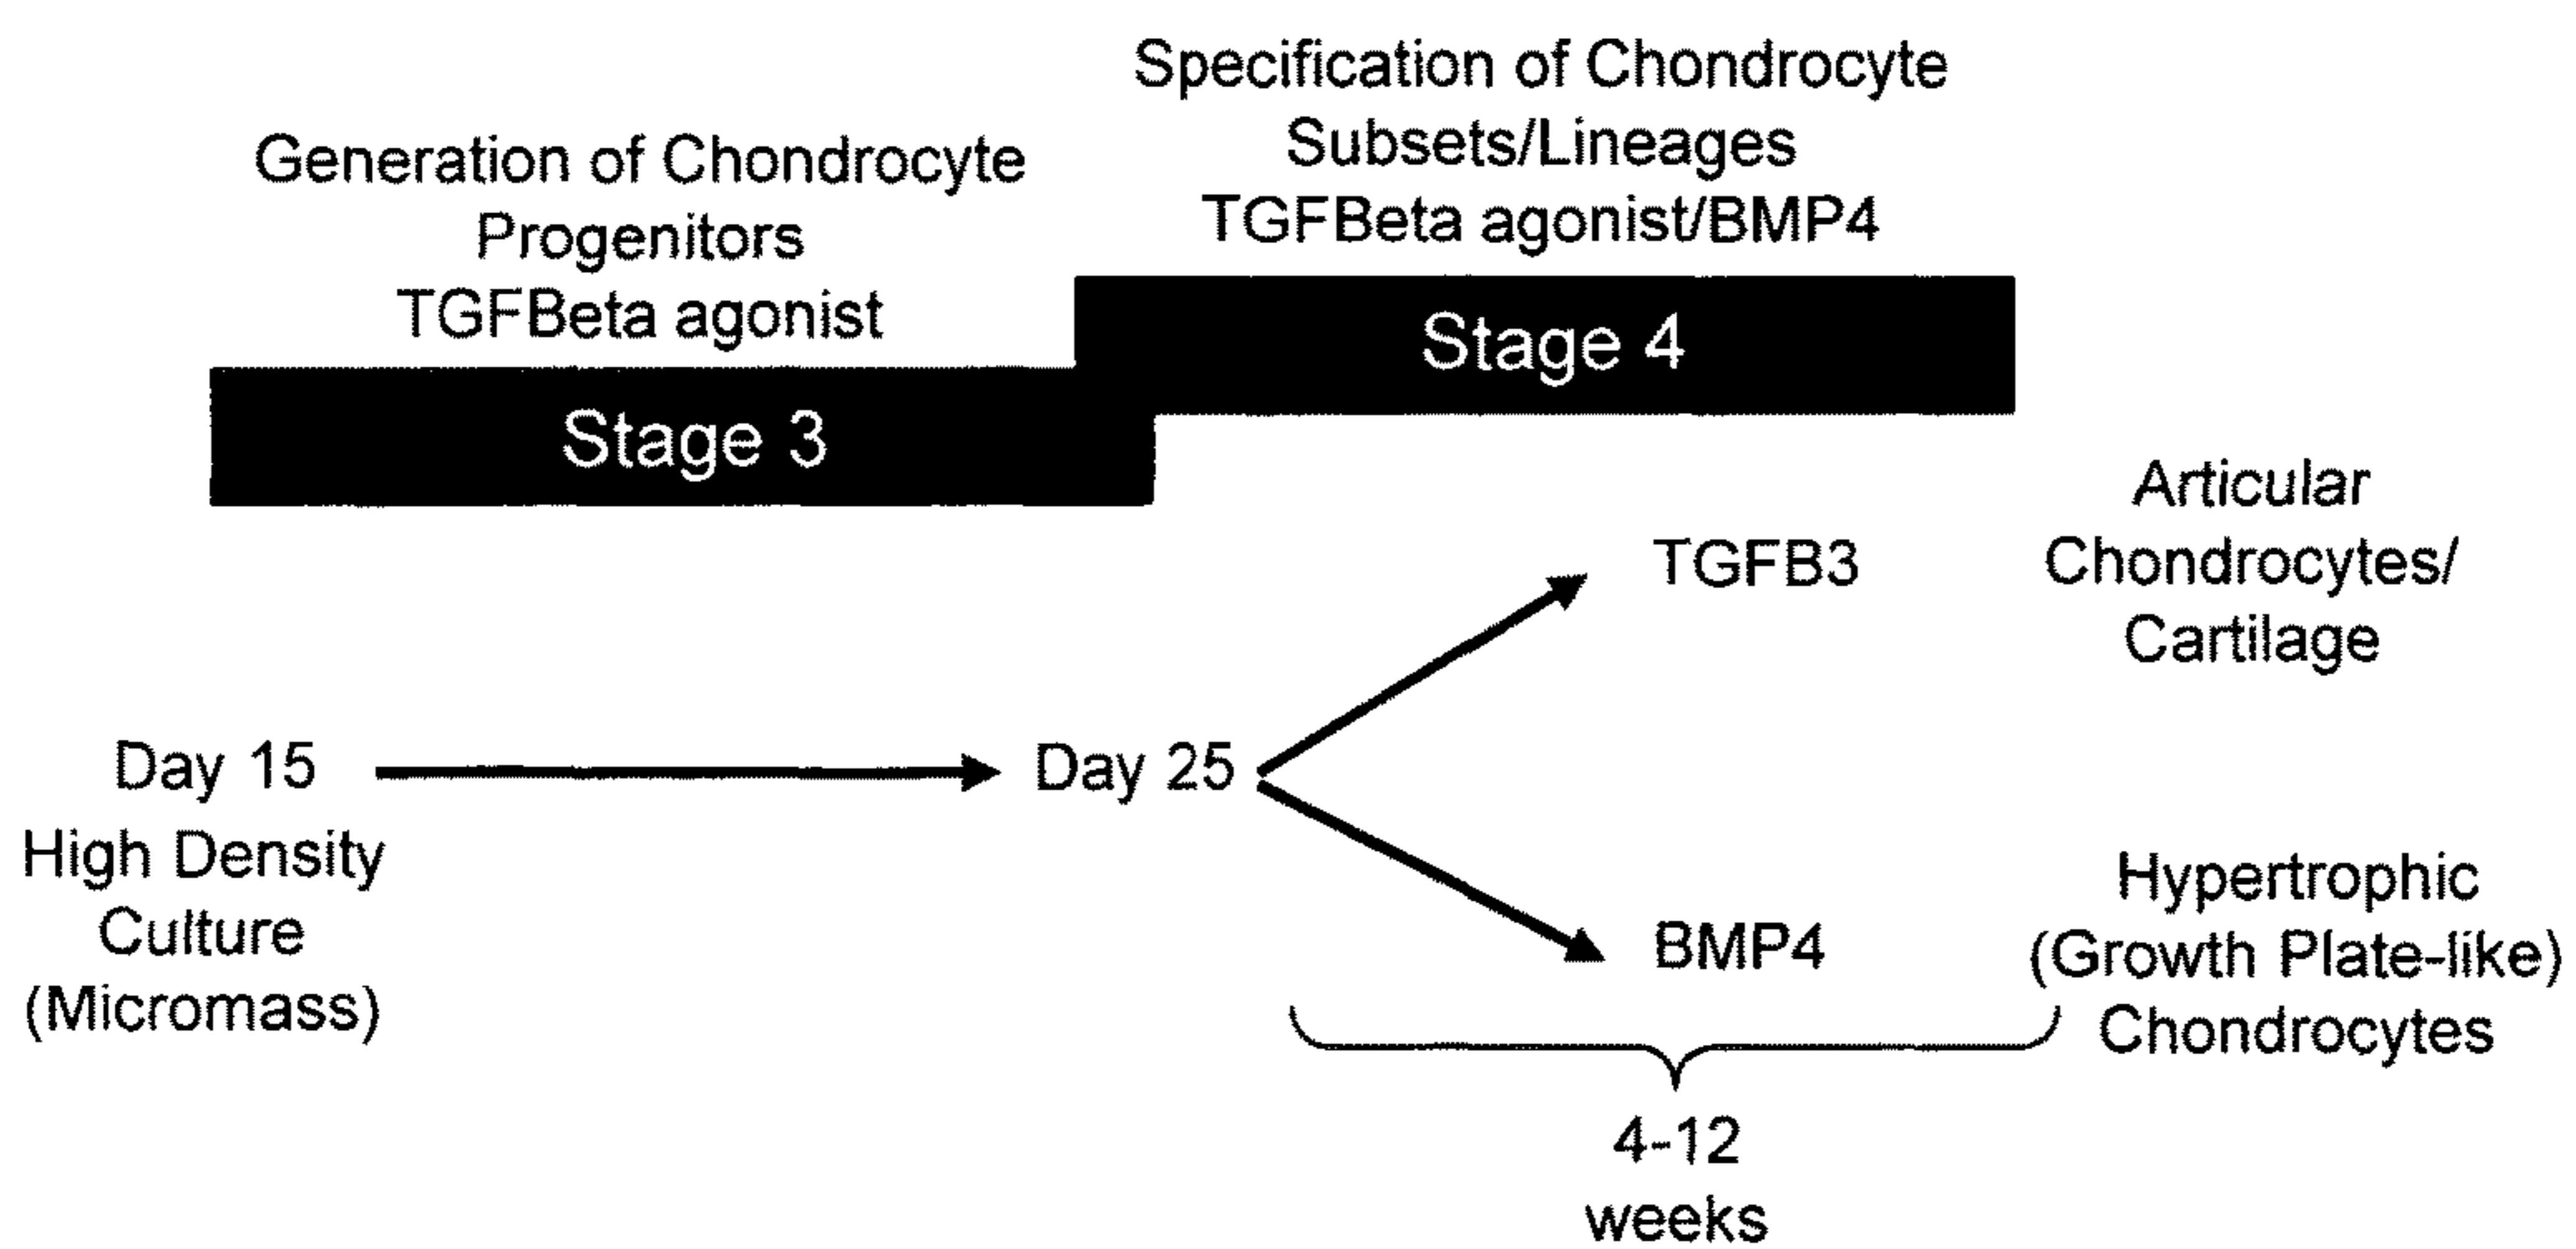 Generation of Chondrocyte
Progenitors
TGFBeta agonist
Stage 3
Specification of Chondrocyte
Subsets/Lineages
TGFBeta agonist/BMP4
Stage 4
Day 15
High Density
Culture
(Micromass)
Day 25
TGFB3
Articular
Chondrocytes/
Cartilage
BMP4
Hypertrophic
(Growth Plate-like)
Chondrocytes
4-12
weeks